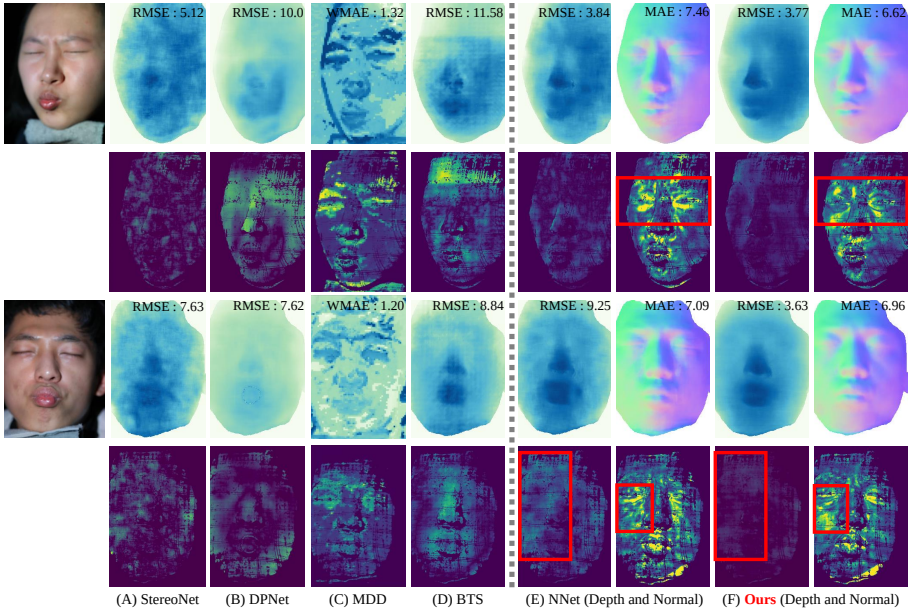 RMSE : 5.12 RMSE : 10.0 WMAE : 1.32 RMSE : 11.58 RMSE : 3.84 MAE : 7.46 RMSE : 3.77 MAE : 6.62
RMSE : 7.63 RMSE : 7.62 WMAE : 1.20 RMSE : 8.84 RMSE : 9.25 MAE : 7.09 RMSE : 3.63 MAE : 6.96
(A) StereoNet (B) DPNet (C) MDD (D) BTS (E) NNet (Depth and Normal) (F) Ours (Depth and Normal)